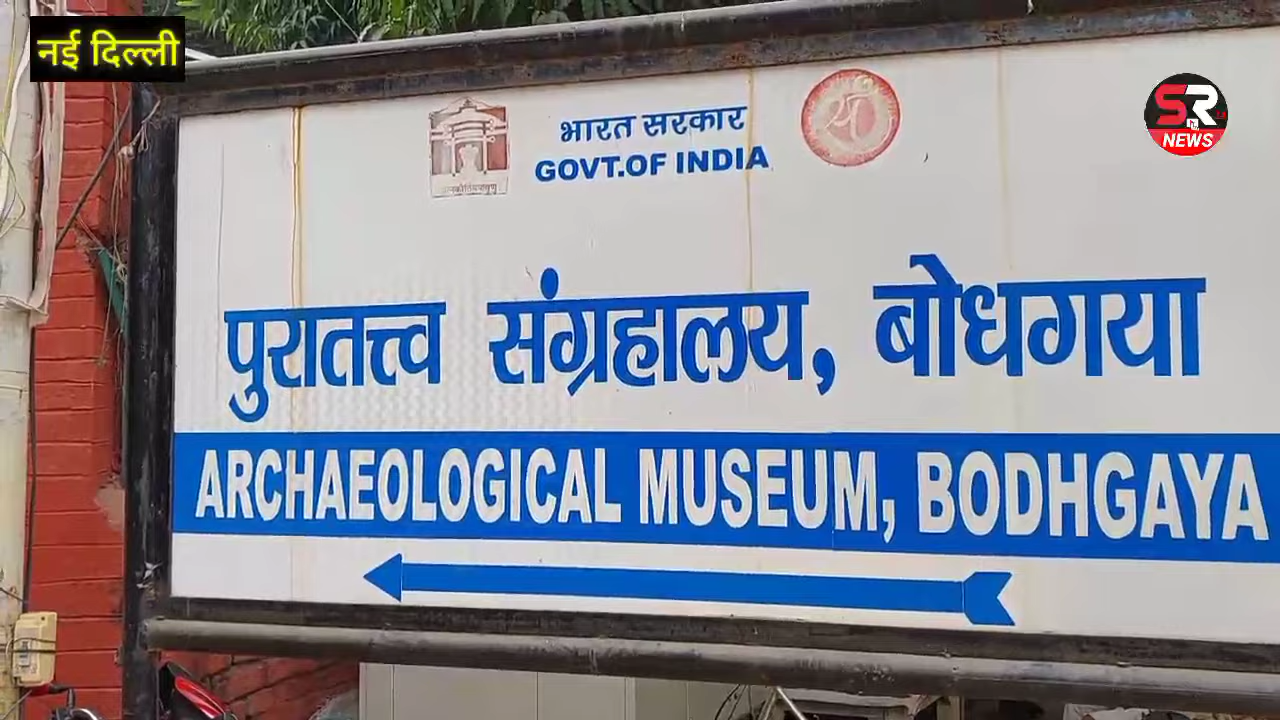 नई दिल्ली
SR
NEWS
भारत सरकार
GOVT.OF INDIA
पुरातत्त्व संग्रहालय, बोधगया
ARCHAEOLOGICAL MUSEUM, BODHGAYA